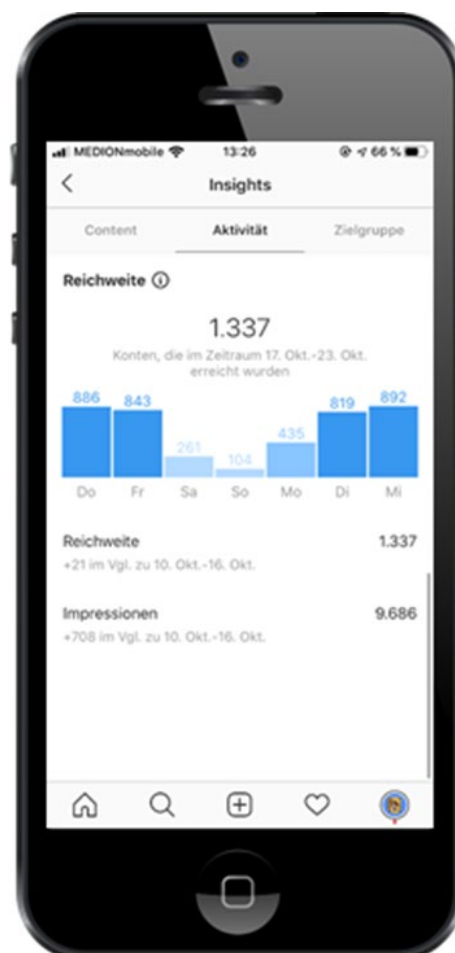 MEDIONmobile 13:26 66 %
Insights
Content Aktivität Zielgruppe
Reichweite
1.337
Konten, die im Zeitraum 17. Okt.-23. Okt.
erreicht wurden
886 843 261 104 435 819 892
Do Fr Sa So Mo Di Mi
Reichweite 1.337
+21 im Vgl. zu 10. Okt.-16. Okt.
Impressionen 9.686
+708 im Vgl. zu 10. Okt.-16. Okt.